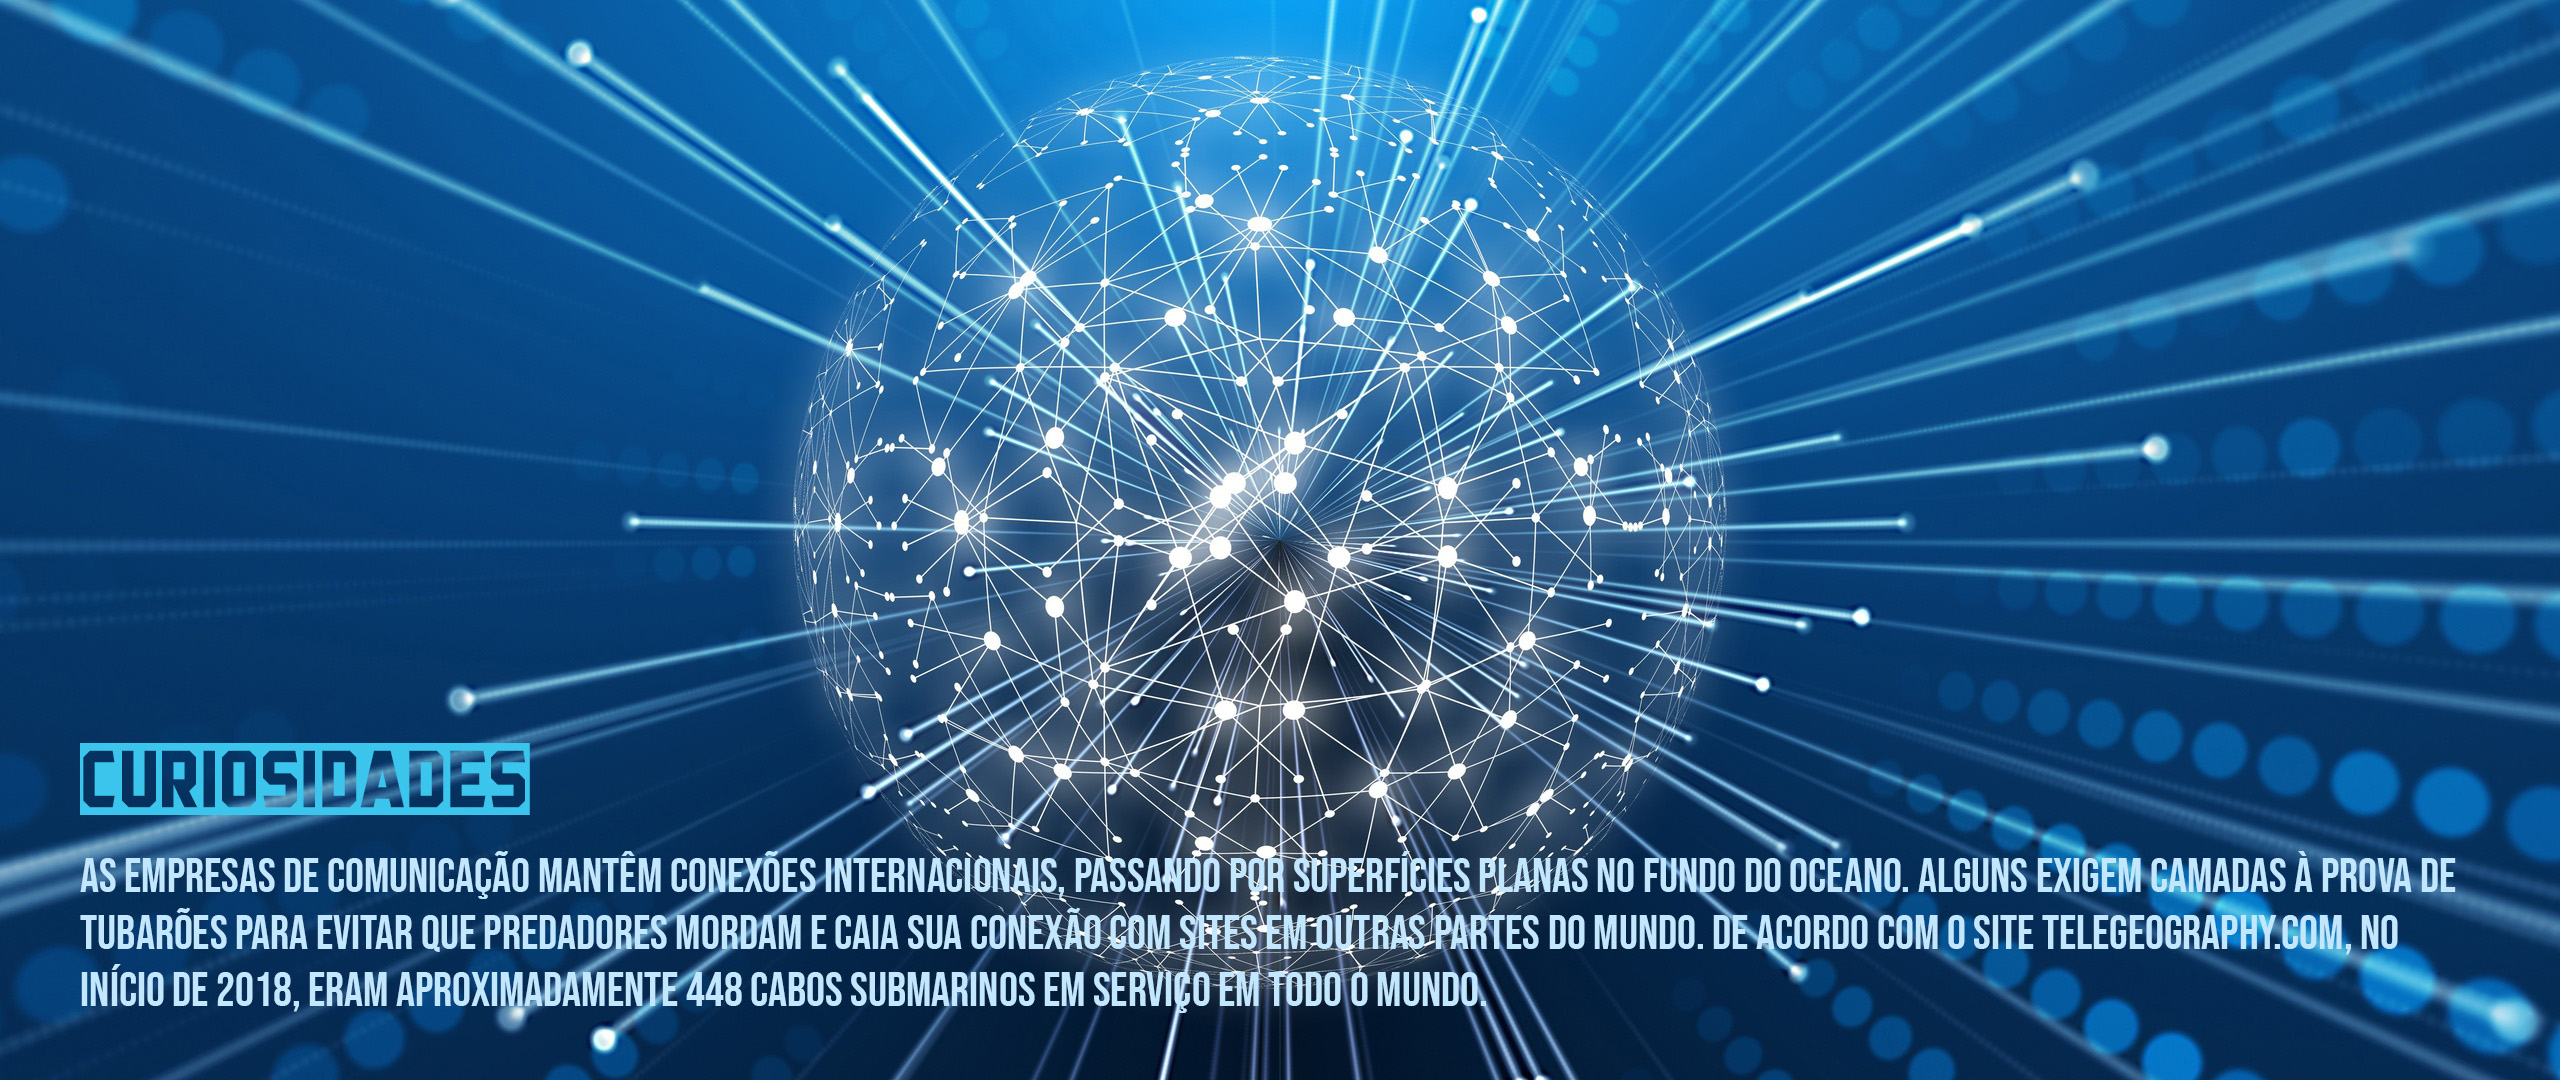 CURIOSIDADES
AS EMPRESAS DE COMUNICAÇÃO MANTÊM CONEXÕES INTERNACIONAIS, PASSANDO POR SUPERFÍCIES PLANAS NO FUNDO DO OCEANO. ALGUNS EXIGEM CAMADAS À PROVA DE
TUBARÕES PARA EVITAR QUE PREDADORES MORDAM E CAIA SUA CONEXÃO COM SITES EM OUTRAS PARTES DO MUNDO. DE ACORDO COM O SITE TELEGEOGRAPHY.COM, NO
INÍCIO DE 2018, ERAM APROXIMADAMENTE 448 CABOS SUBMARINOS EM SERVIÇO EM TODO O MUNDO.